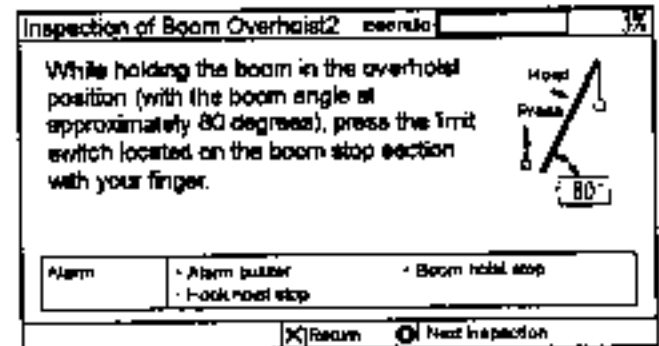 Inspection of Boom Overhoist2
While holding the boom in the overhoist
position (with the boom angle at
approximately 80 degrees), press the limit
switch located on the boom stop section
with your finger.
Hoist
Press
80°
Alarm
・Alarm buzzer ・Boom hoist stop
・Hook hoist stop
Return Next inspection